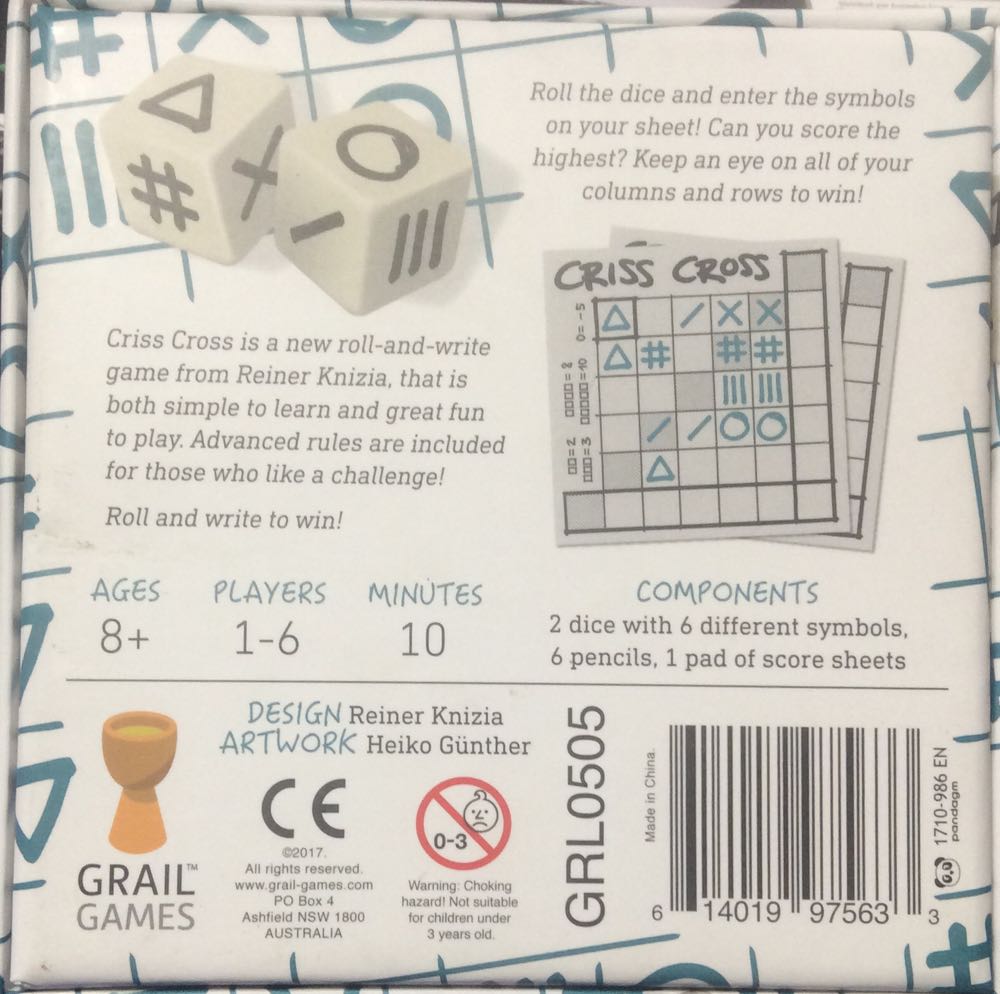 Roll the dice and enter the symbols
on your sheet! Can you score the
highest? Keep an eye on all of your
columns and rows to win!
CRISS CROSS
0 = -5
□□□□ = 8
□□□□□ = 10
□□ = 2
□□□ = 3
Criss Cross is a new roll-and-write
game from Reiner Knizia, that is
both simple to learn and great fun
to play. Advanced rules are included
for those who like a challenge!
Roll and write to win!
AGES
8+
PLAYERS
1-6
MINUTES
10
COMPONENTS
2 dice with 6 different symbols,
6 pencils, 1 pad of score sheets
DESIGN Reiner Knizia
ARTWORK Heiko Günther
GRAIL™
GAMES
CE
©2017.
All rights reserved.
www.grail-games.com
PO Box 4
Ashfield NSW 1800
AUSTRALIA
0-3
Warning: Choking
hazard! Not suitable
for children under
3 years old.
GRL0505
Made in China.
6 14019 97563 3
1710-986 EN
pandagm